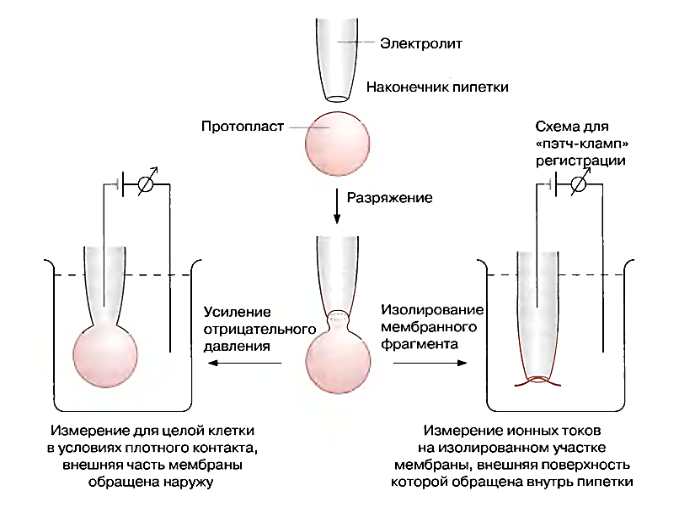 Электролит
Наконечник пипетки
Протопласт
Схема для
«пэтч-кламп»
регистрации
Разряжение
Усиление
отрицательного
давления
Изолирование
мембранного
фрагмента
Измерение для целой клетки
в условиях плотного контакта,
внешняя часть мембраны
обращена наружу
Измерение ионных токов
на изолированном участке
мембраны, внешняя поверхность
которой обращена внутрь пипетки